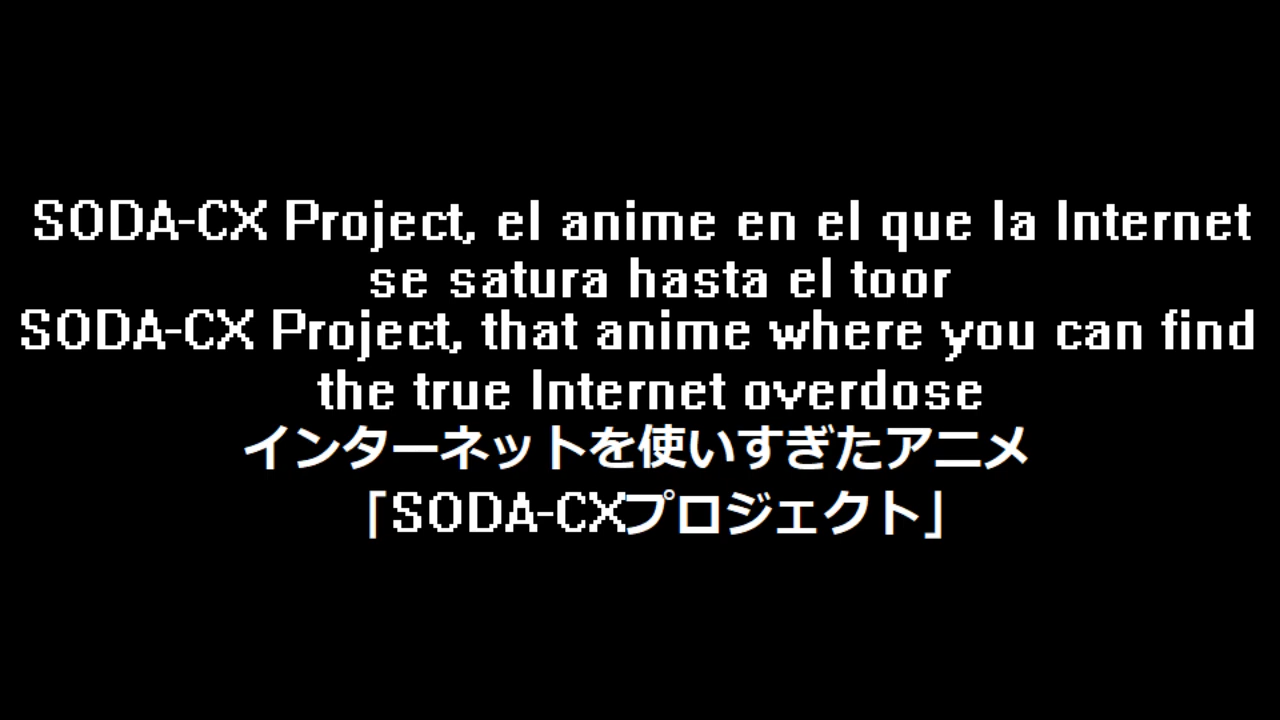 SODA-CX Project, el anime en el que la Internet
se satura hasta el toor
SODA-CX Project, that anime where you can find
the true Internet overdose
インターネットを使いすぎたアニメ
「SODA-CXプロジェクト」